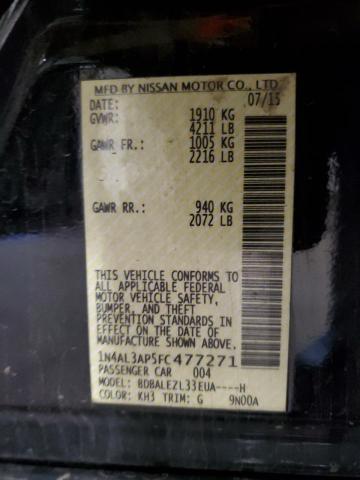 MFD BY NISSAN MOTOR CO., LTD.
DATE: 07/15
GVWR: 1910 KG
4211 LB
GAWR FR: 1005 KG
2216 LB
GAWR RR: 940 KG
2072 LB
THIS VEHICLE CONFORMS TO
ALL APPLICABLE FEDERAL
MOTOR VEHICLE SAFETY,
BUMPER, AND THEFT
PREVENTION STANDARDS
IN EFFECT ON THE DATE OF
MANUFACTURE SHOWN ABOVE.
1N4AL3AP5FC477271
PASSENGER CAR 004
MODEL: BDBALEZL33EUA----H
COLOR: KH3 TRIM: G 9N00A